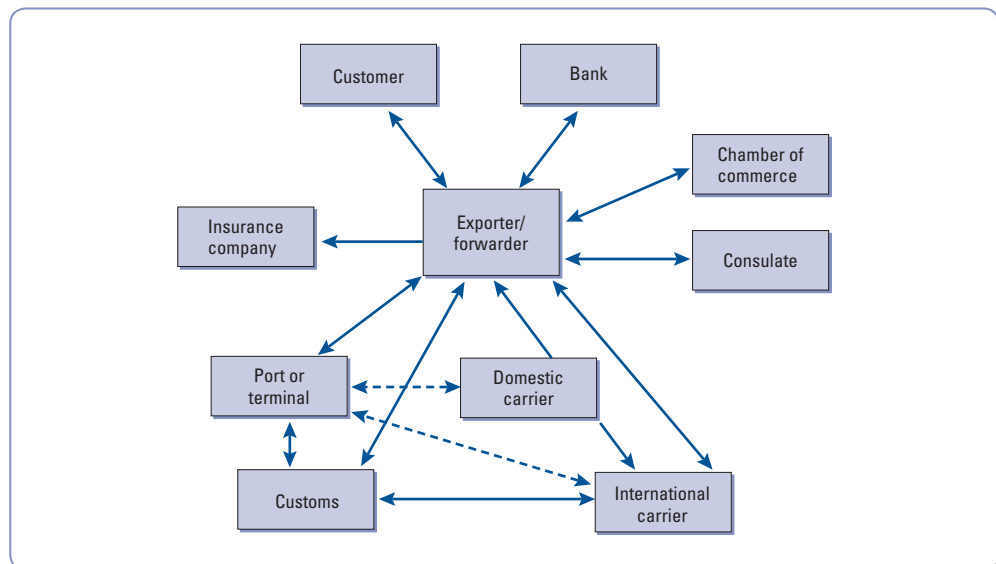 Customer
Bank
Chamber of
commerce
Exporter/
forwarder
Insurance
company
Consulate
Port or
terminal
Domestic
carrier
Customs
International
carrier